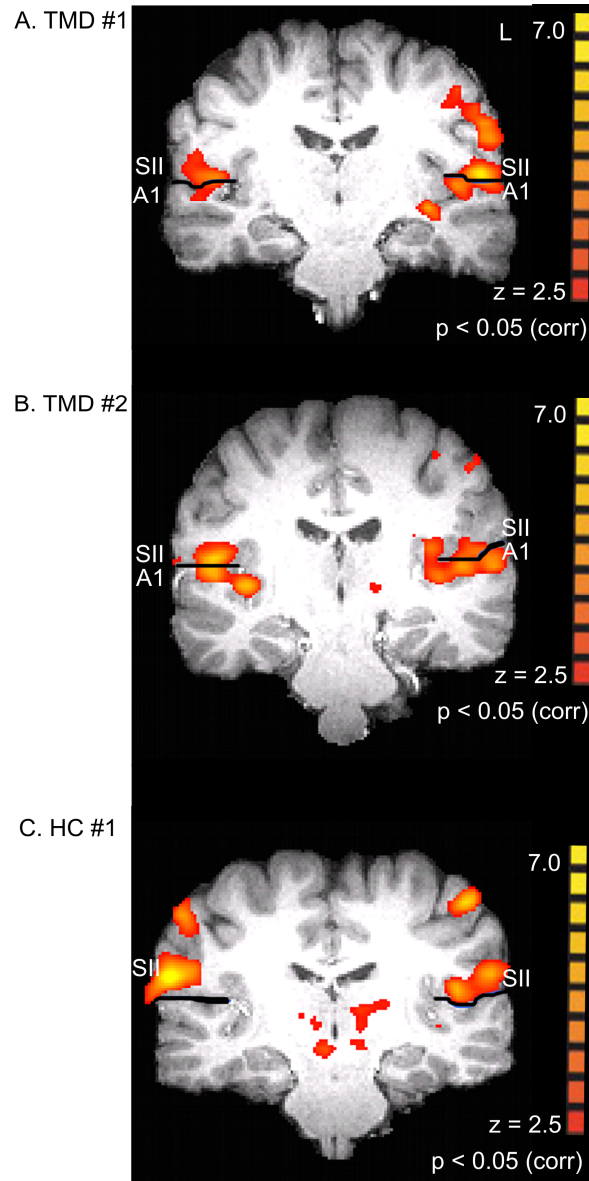 A. TMD #1
L 7.0
SII
A1
SII
A1
z = 2.5
p < 0.05 (corr)
B. TMD #2
7.0
SII
A1
SII
A1
z = 2.5
p < 0.05 (corr)
C. HC #1
7.0
SII
SII
z = 2.5
p < 0.05 (corr)